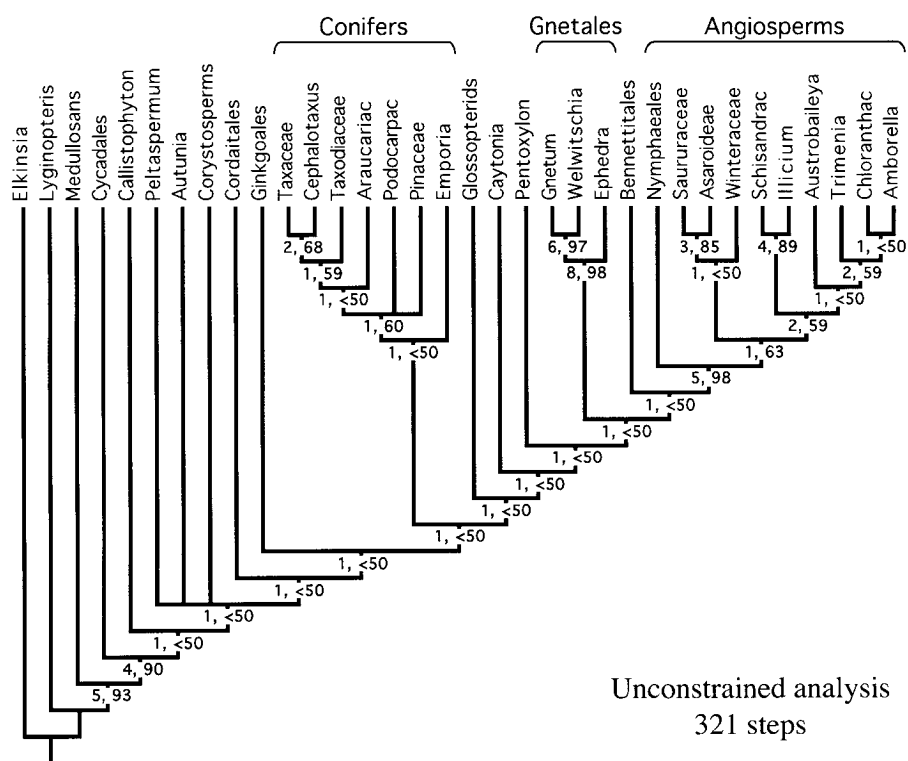 Conifers
Gnetales
Angiosperms
Elkinsia
Lyginopteris
Medullosans
Cycadales
Callistophyton
Peltaspermum
Autunia
Corystosperms
Cordaitales
Ginkgoales
Taxaceae
Cephalotaxus
Taxodiaceae
Araucariac
Podocarpac
Pinaceae
Emporia
Glossopterids
Caytonia
Pentoxylon
Gnetum
Welwitschia
Ephedra
Bennettitales
Nymphaeales
Saururaceae
Asaroideae
Winteraceae
Schisandrac
Illicium
Austrobaileya
Trimenia
Chloranthac
Amborella
2, 68
6, 97
3, 85
4, 89
1, <50
1, 59
8, 98
1, <50
2, 59
1, <50
1, <50
1, 60
2, 59
1, <50
1, 63
5, 98
1, <50
1, <50
1, <50
1, <50
1, <50
1, <50
1, <50
1, <50
1, <50
1, <50
4, 90
5, 93
Unconstrained analysis
321 steps